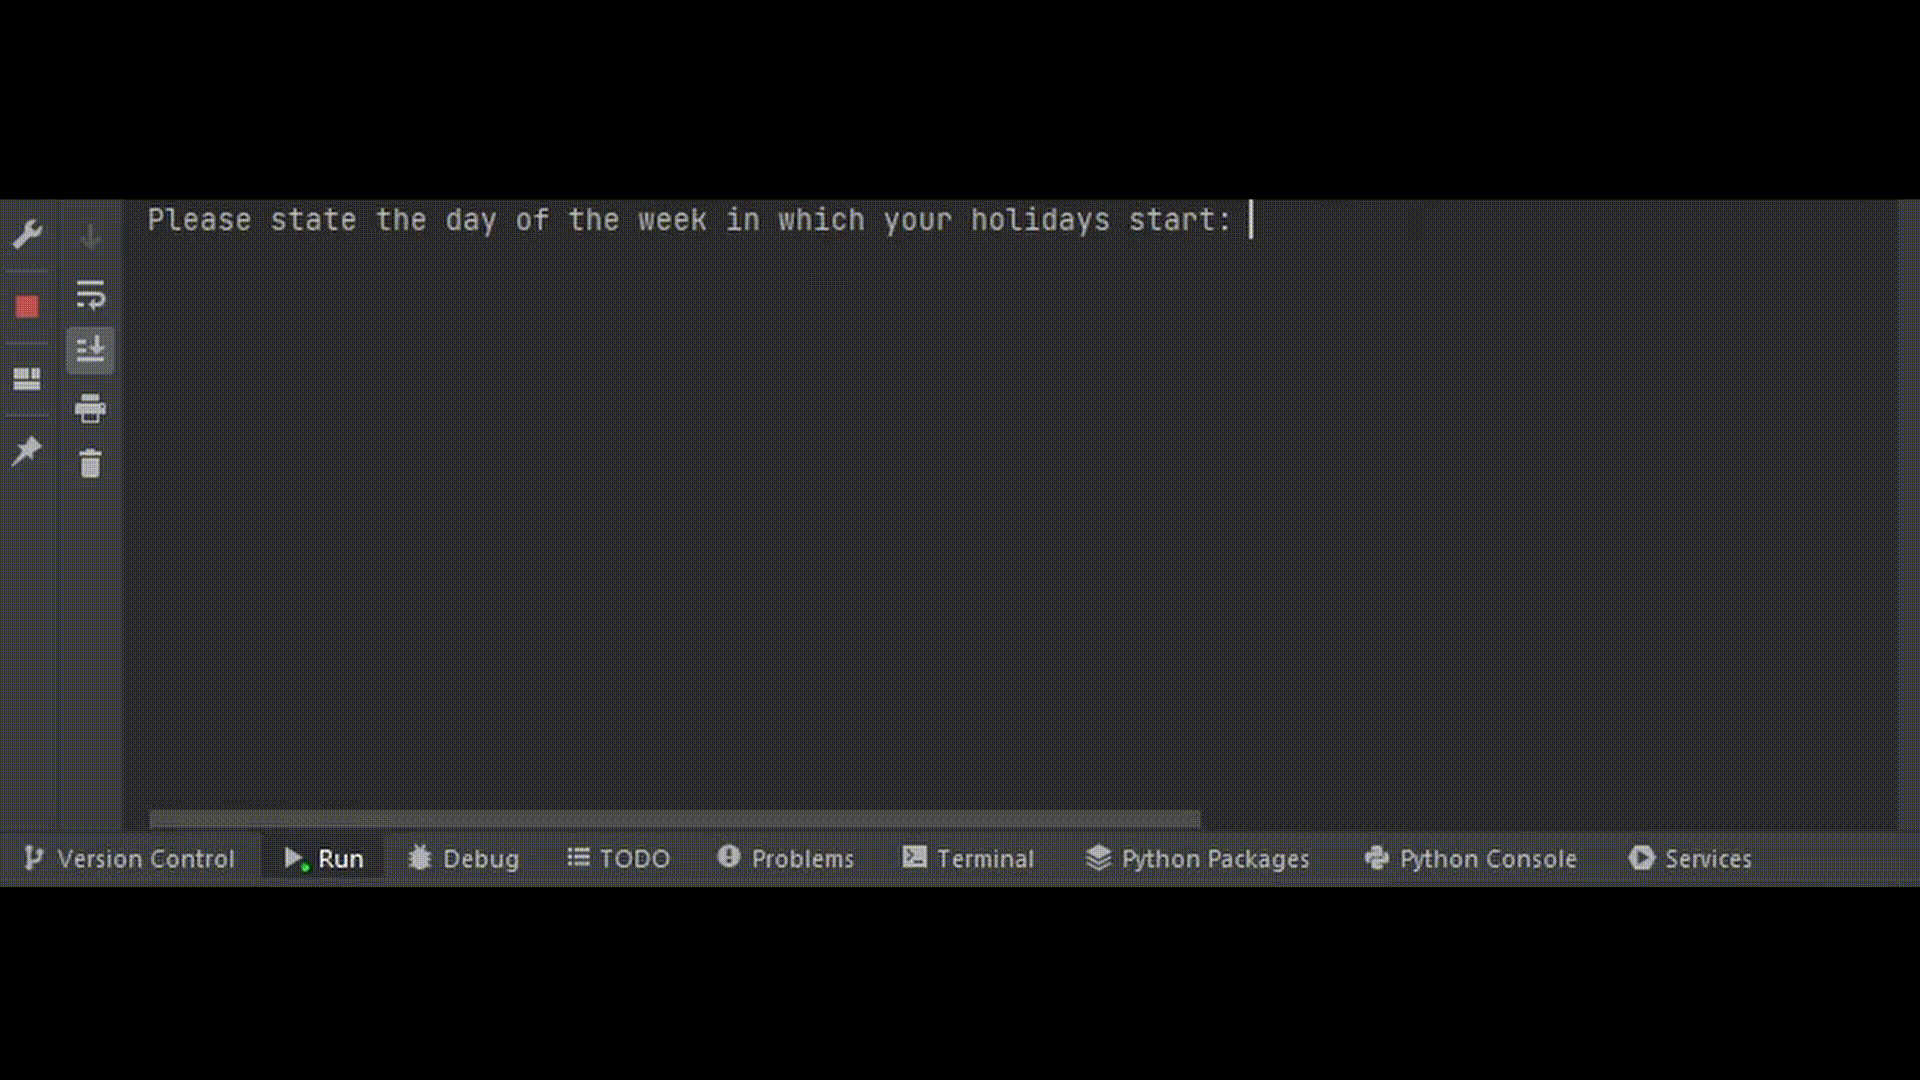 Please state the day of the week in which your holidays start:
Version Control Run Debug TODO Problems Terminal Python Packages Python Console Services